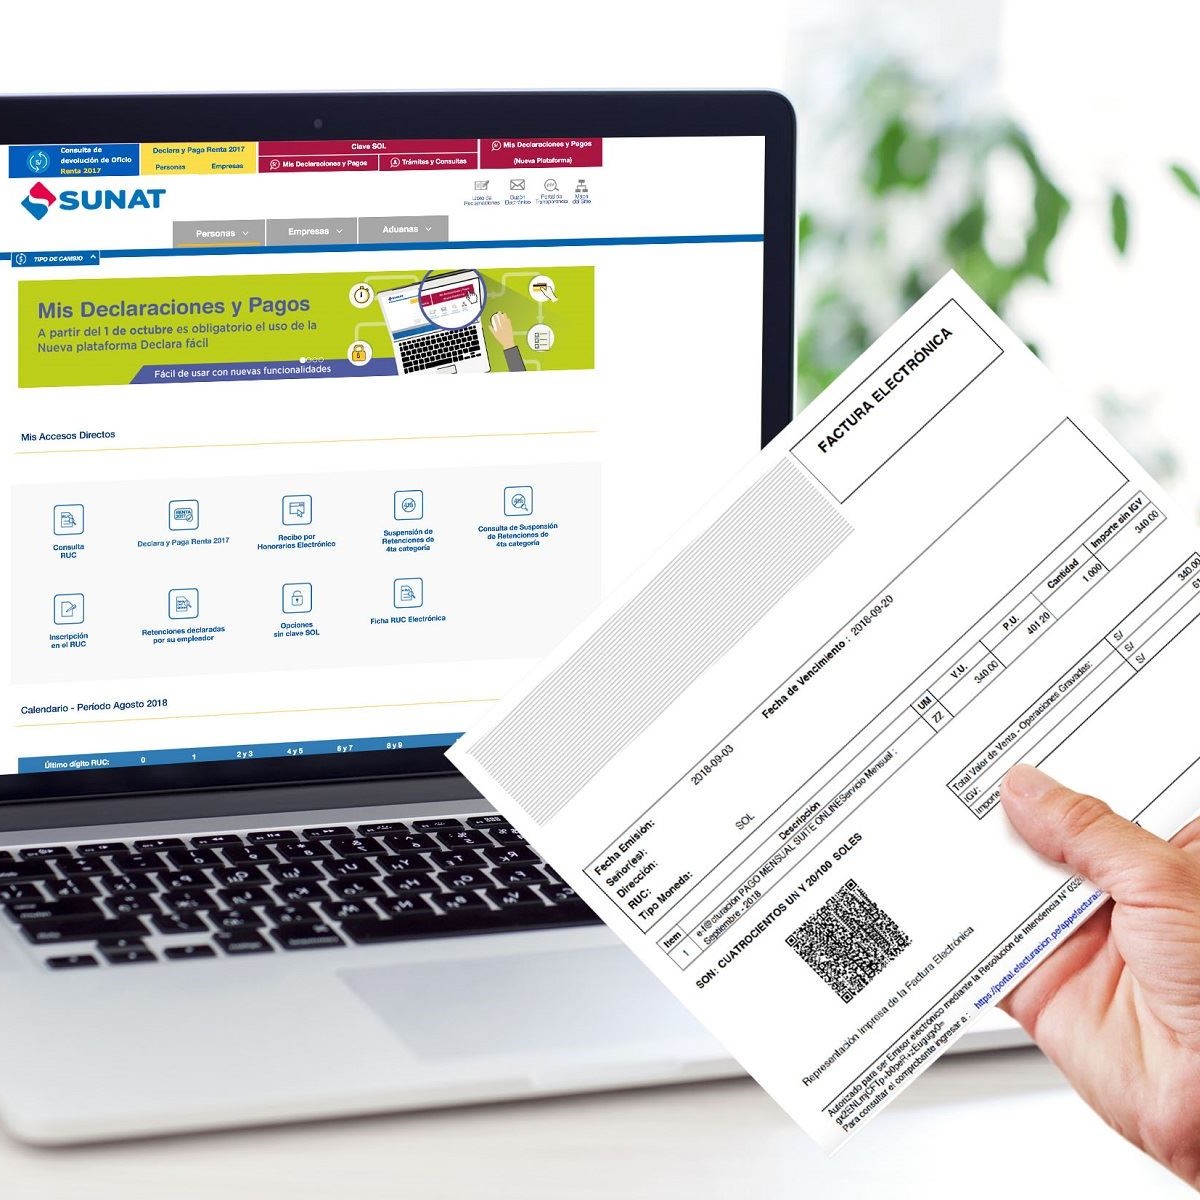 Consulta de
devolución de Oficio
Renta 2017
Declara y Paga Renta 2017
Personas Empresas
Clave SOL
Mis Declaraciones y Pagos
Trámites y Consultas
Mis Declaraciones y Pagos
(Nueva Plataforma)
SUNAT
Libro de
Reclamaciones
Buzón
Electrónico
Portal de
Transparencia
Mapa
del Sitio
Personas
Empresas
Aduanas
TIPO DE CAMBIO
Mis Declaraciones y Pagos
A partir del 1 de octubre es obligatorio el uso de la
Nueva plataforma Declara fácil
Fácil de usar con nuevas funcionalidades
Mis Accesos Directos
Consulta
RUC
Declara y Paga Renta 2017
Recibo por
Honorarios Electrónico
Suspensión de
Retenciones de
4ta categoría
Consulta de Suspensión
de Retenciones de
4ta categoría
Inscripción
en el RUC
Retenciones declaradas
por su empleador
Opciones
sin clave SOL
Ficha RUC Electrónica
Calendario - Período Agosto 2018
Último dígito RUC: 0 1 2 y 3 4 y 5 6 y 7 8 y 9
FACTURA ELECTRÓNICA
Fecha Emisión: 2018-09-03 Fecha de Vencimiento : 2018-09-20
Señor(es):
Dirección:
RUC:
Tipo Moneda: SOL
Item Descripción UM V.U. P.U. Cantidad Importe sin IGV
1 e-f@cturacion PAGO MENSUAL SUITE ONLINEServicio Mensual : ZZ 340.00 401.20 1.000 340.00
Septiembre - 2018
SON: CUATROCIENTOS UN Y 20/100 SOLES
Total Valor de Venta - Operaciones Gravadas: S/ 340.00
IGV: S/
Importe S/
Representación Impresa de la Factura Electrónica
Autorizado para ser Emisor electrónico mediante la Resolución de Intendencia N° 0320
Para consultar el comprobante ingresar a : https://portal.efacturacion.pe/appefacturac